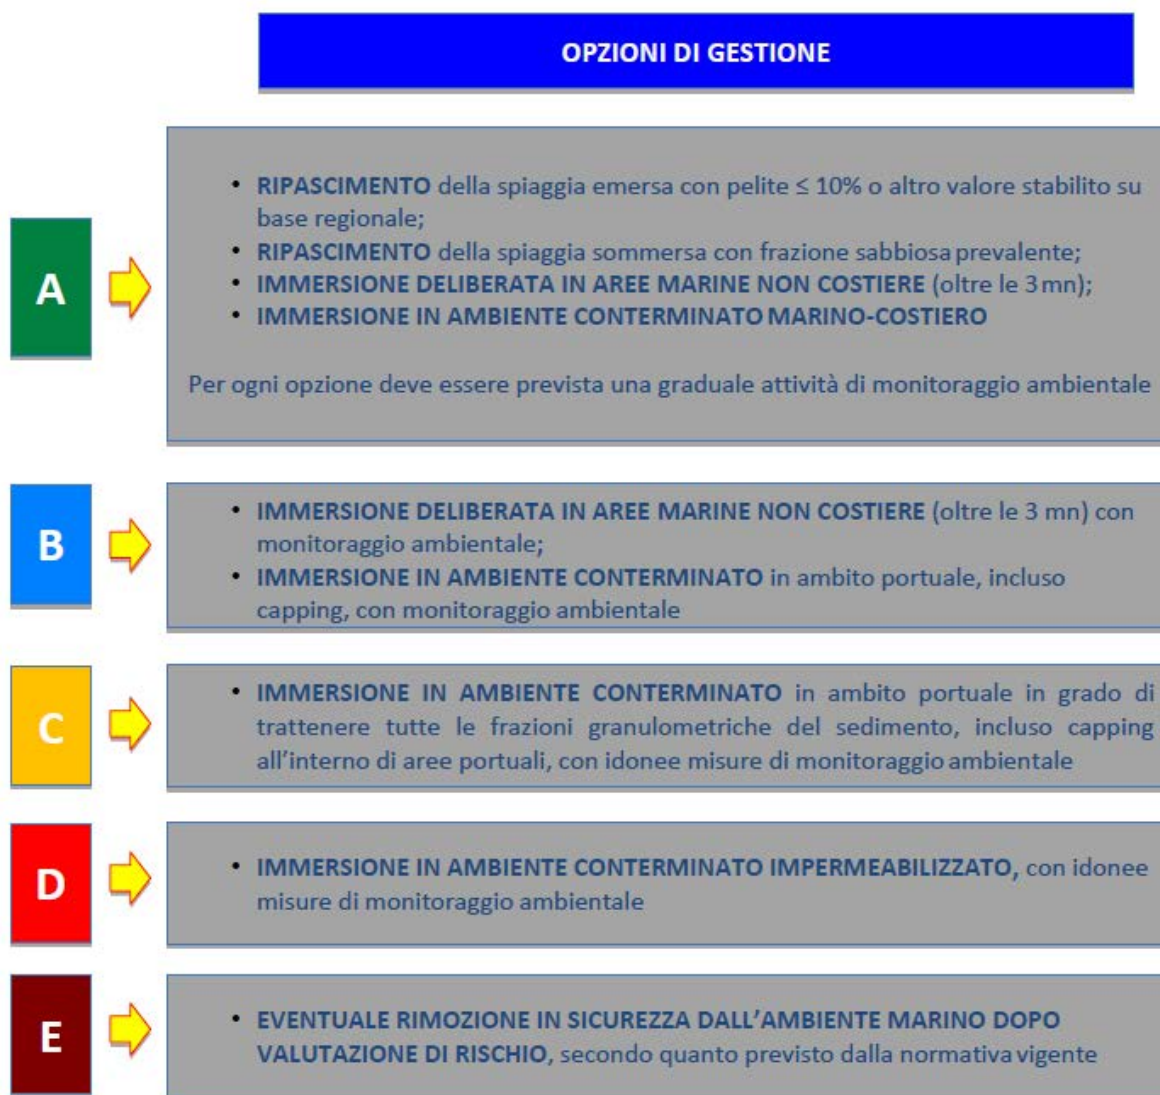 OPZIONI DI GESTIONE
A
• RIPASCIMENTO della spiaggia emersa con pelite ≤ 10% o altro valore stabilito su
base regionale;
• RIPASCIMENTO della spiaggia sommersa con frazione sabbiosa prevalente;
• IMMERSIONE DELIBERATA IN AREE MARINE NON COSTIERE (oltre le 3 mn);
• IMMERSIONE IN AMBIENTE CONTERMINATO MARINO-COSTIERO
Per ogni opzione deve essere prevista una graduale attività di monitoraggio ambientale
B
• IMMERSIONE DELIBERATA IN AREE MARINE NON COSTIERE (oltre le 3 mn) con
monitoraggio ambientale;
• IMMERSIONE IN AMBIENTE CONTERMINATO in ambito portuale, incluso
capping, con monitoraggio ambientale
C
• IMMERSIONE IN AMBIENTE CONTERMINATO in ambito portuale in grado di
trattenere tutte le frazioni granulometriche del sedimento, incluso capping
all'interno di aree portuali, con idonee misure di monitoraggio ambientale
D
• IMMERSIONE IN AMBIENTE CONTERMINATO IMPERMEABILIZZATO, con idonee
misure di monitoraggio ambientale
E
• EVENTUALE RIMOZIONE IN SICUREZZA DALL'AMBIENTE MARINO DOPO
VALUTAZIONE DI RISCHIO, secondo quanto previsto dalla normativa vigente